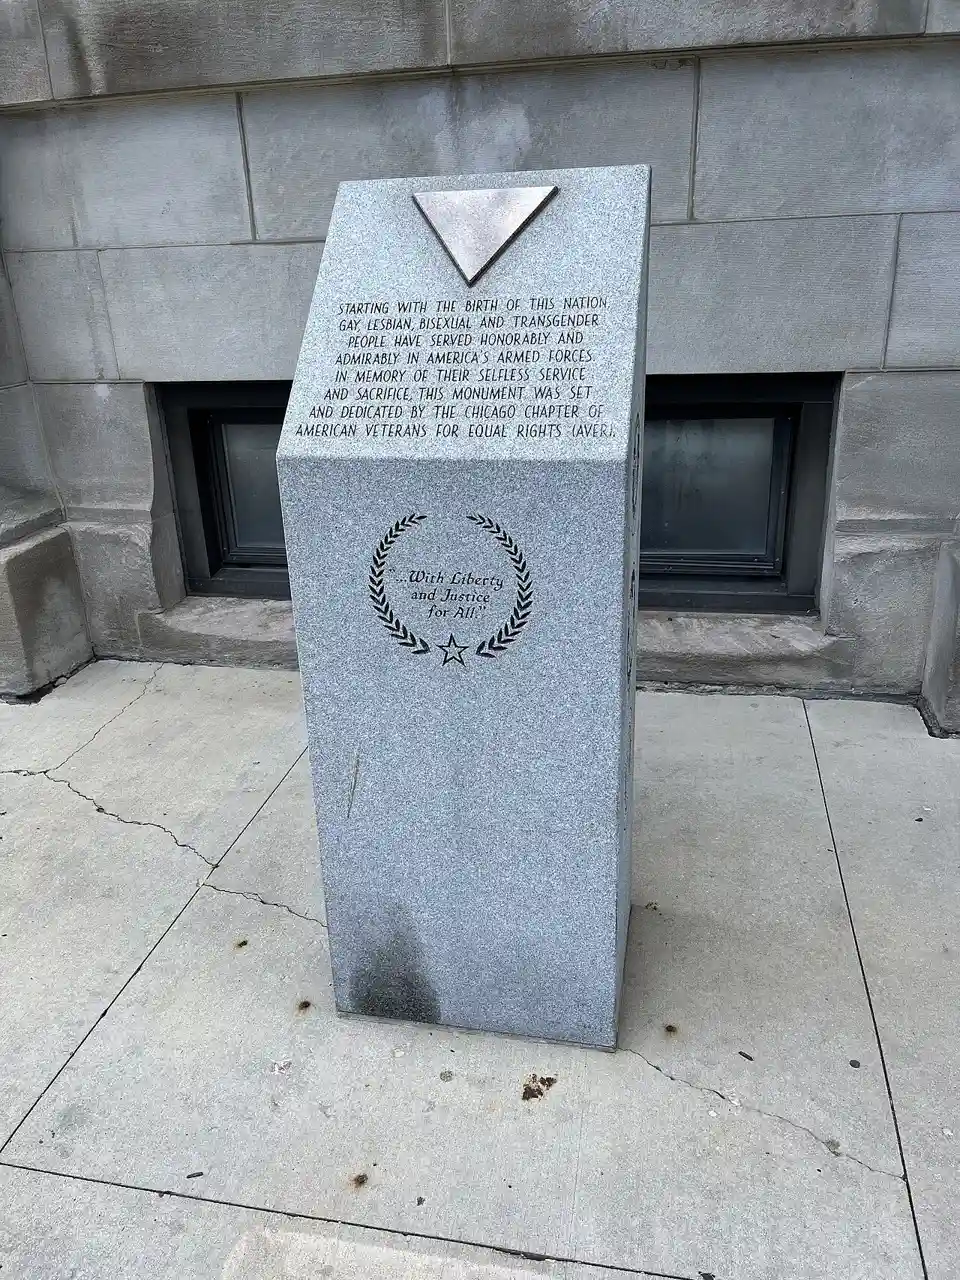 STARTING WITH THE BIRTH OF THIS NATION
GAY, LESBIAN, BISEXUAL AND TRANSGENDER
PEOPLE HAVE SERVED HONORABLY AND
ADMIRABLY IN AMERICA'S ARMED FORCES.
IN MEMORY OF THEIR SELFLESS SERVICE
AND SACRIFICE, THIS MONUMENT WAS SET
AND DEDICATED BY THE CHICAGO CHAPTER OF
AMERICAN VETERANS FOR EQUAL RIGHTS (AVER).
"...With Liberty
and Justice
for All."